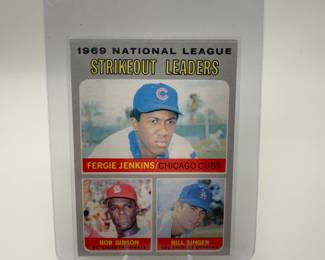 1969 NATIONAL LEAGUE
STRIKEOUT LEADERS
FERGIE JENKINS/CHICAGO CUBS
BOB GIBSON
BILL SINGER